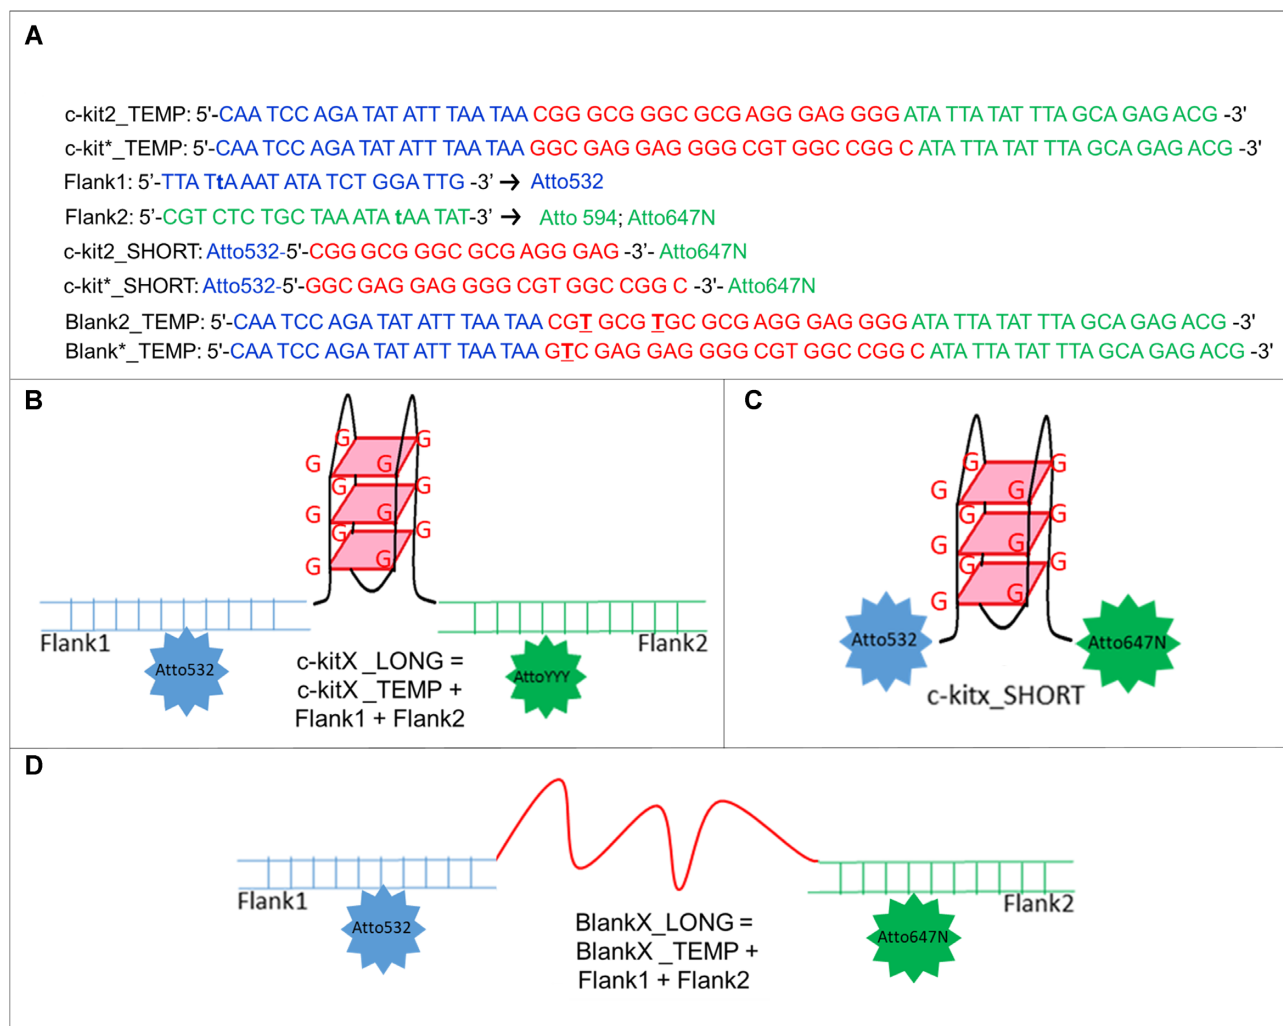 A
c-kit2_TEMP: 5'-CAA TCC AGA TAT ATT TAA TAA CGG GCG GGC GCG AGG GAG GGG ATA TTA TAT TTA GCA GAG ACG -3'
c-kit*_TEMP: 5'-CAA TCC AGA TAT ATT TAA TAA GGC GAG GAG GGG CGT GGC CGG C ATA TTA TAT TTA GCA GAG ACG -3'
Flank1: 5'-TTA TtA AAT ATA TCT GGA TTG -3' → Atto532
Flank2: 5'-CGT CTC TGC TAA ATA tAA TAT-3' → Atto 594; Atto647N
c-kit2_SHORT: Atto532-5'-CGG GCG GGC GCG AGG GAG -3'- Atto647N
c-kit*_SHORT: Atto532-5'-GGC GAG GAG GGG CGT GGC CGG C -3'- Atto647N
Blank2_TEMP: 5'-CAA TCC AGA TAT ATT TAA TAA CGT GCG TGC GCG AGG GAG GGG ATA TTA TAT TTA GCA GAG ACG -3'
Blank*_TEMP: 5'-CAA TCC AGA TAT ATT TAA TAA GTC GAG GAG GGG CGT GGC CGG C ATA TTA TAT TTA GCA GAG ACG -3'
B
G G
G G
G G
G G
G G
G G
Flank1
Flank2
Atto532
AttoYYY
c-kitX _LONG =
c-kitX _TEMP +
Flank1 + Flank2
C
G G
G G
G G
G G
G G
G G
Atto532
Atto647N
c-kitx_SHORT
D
Flank1
Flank2
Atto532
Atto647N
BlankX_LONG =
BlankX _TEMP +
Flank1 + Flank2